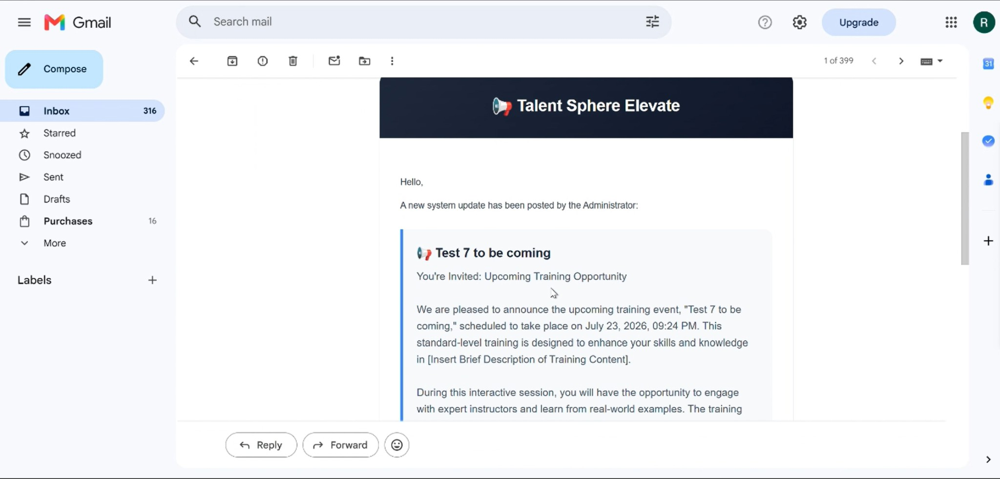 Gmail
Search mail
Upgrade
R
Compose
1 of 399
31
Inbox 316
Starred
Snoozed
Sent
Drafts
Purchases 16
More
Labels
Talent Sphere Elevate
Hello,
A new system update has been posted by the Administrator:
Test 7 to be coming
You're Invited: Upcoming Training Opportunity
We are pleased to announce the upcoming training event, "Test 7 to be
coming," scheduled to take place on July 23, 2026, 09:24 PM. This
standard-level training is designed to enhance your skills and knowledge
in [Insert Brief Description of Training Content].
During this interactive session, you will have the opportunity to engage
with expert instructors and learn from real-world examples. The training
Reply
Forward